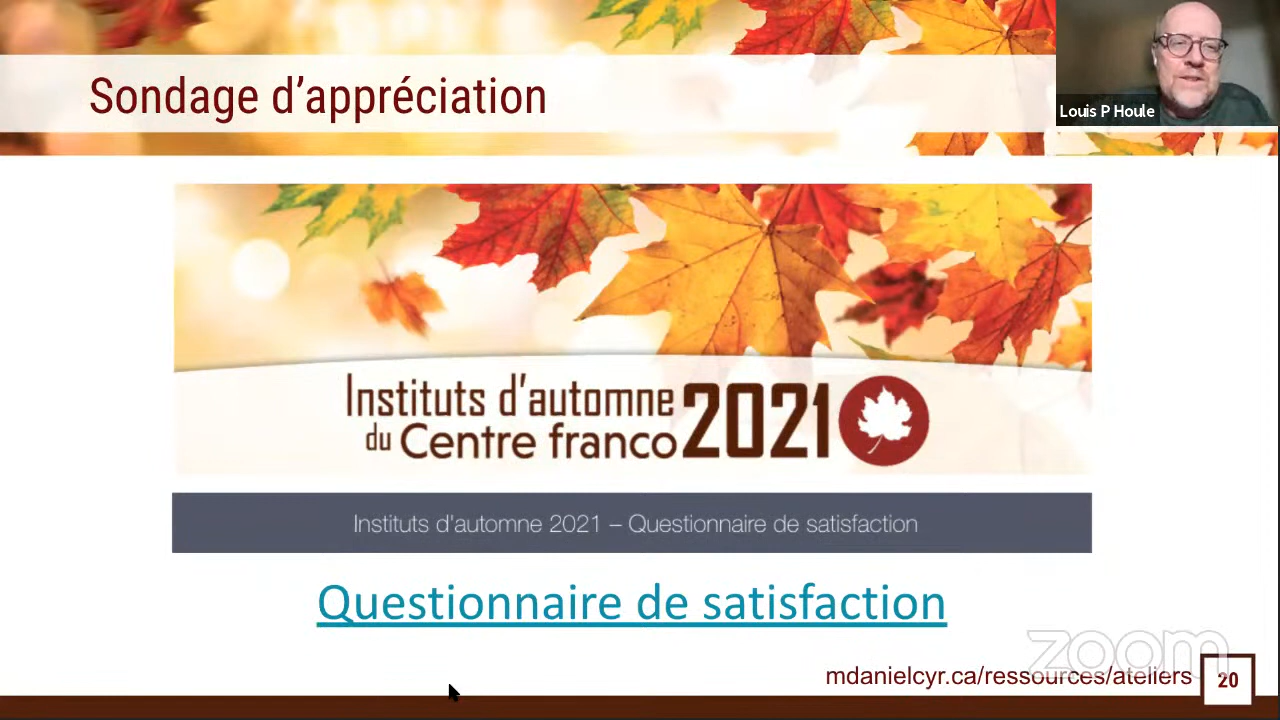 Sondage d’appréciation
Louis P Houle
Instituts d’automne
du Centre franco
2021
Instituts d'automne 2021 – Questionnaire de satisfaction
Questionnaire de satisfaction
zoom
mdanielcyr.ca/ressources/ateliers
20